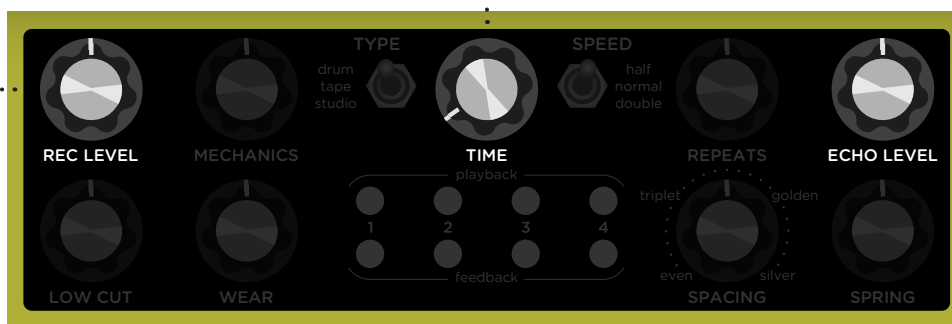 TYPE
SPEED
drum
tape
studio
half
normal
double
REC LEVEL
MECHANICS
TIME
REPEATS
ECHO LEVEL
playback
triplet
golden
1 2 3 4
even
silver
feedback
LOW CUT
WEAR
SPACING
SPRING